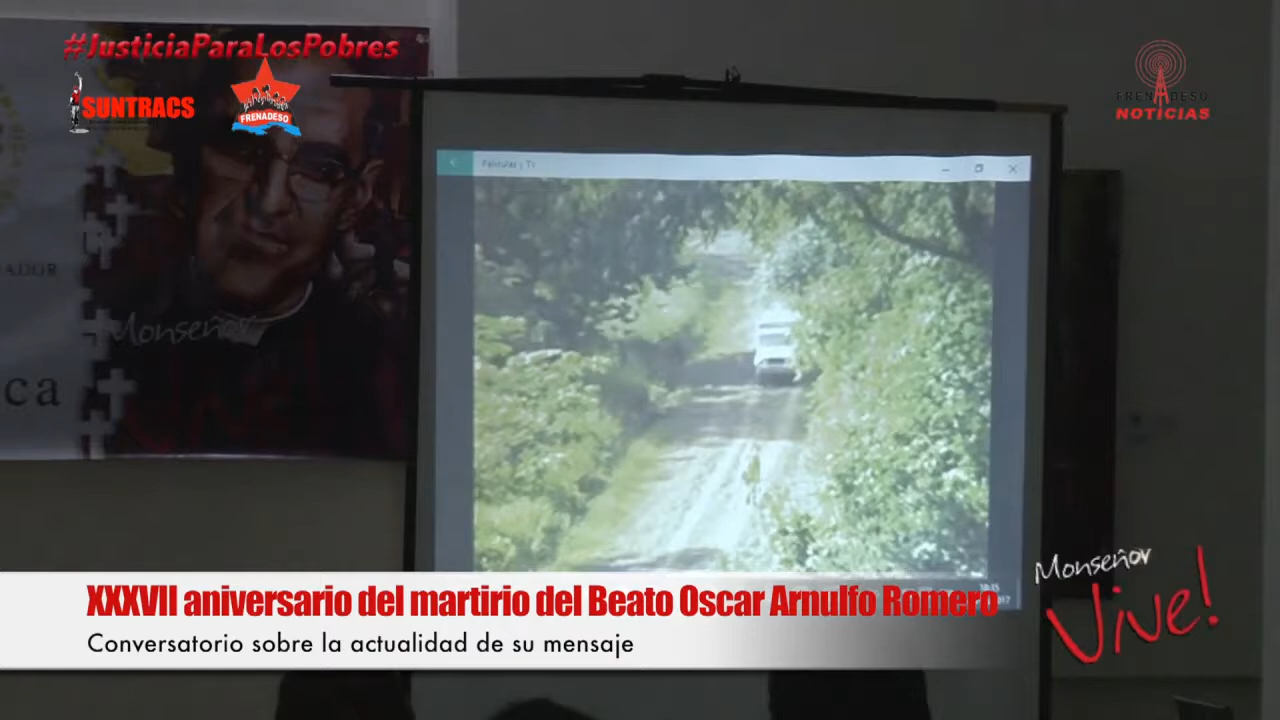 #JusticiaParaLosPobres
SUNTRACS
FRENADESO
FRENADESO
NOTICIAS
Películas y TV
ADOR
Monseñor
ca
XXXVII aniversario del martirio del Beato Oscar Arnulfo Romero
Conversatorio sobre la actualidad de su mensaje
Monseñor
Vive!